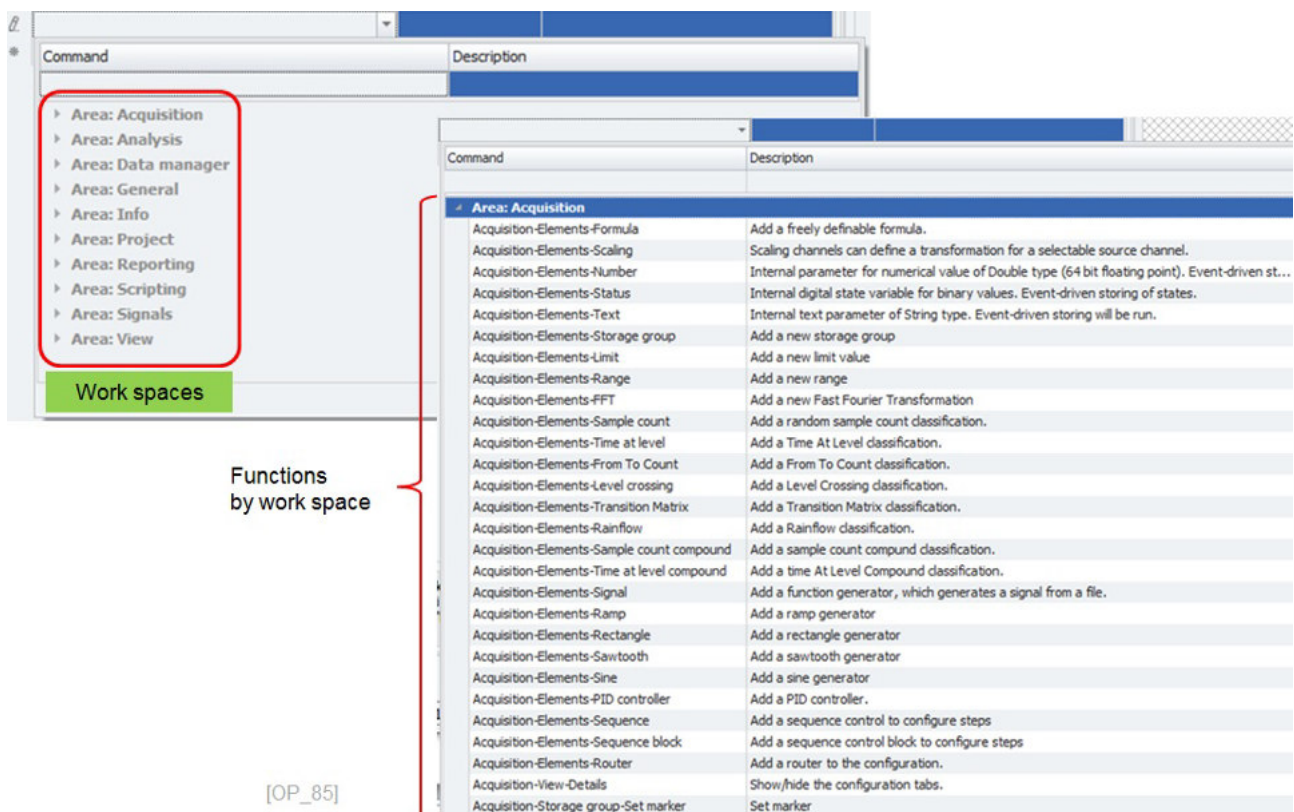 Command Description
Area: Acquisition
Area: Analysis
Area: Data manager
Area: General
Area: Info
Area: Project
Area: Reporting
Area: Scripting
Area: Signals
Area: View
Work spaces
Functions
by work space
[OP_85]
Command Description
Area: Acquisition
Acquisition-Elements-Formula Add a freely definable formula.
Acquisition-Elements-Scaling Scaling channels can define a transformation for a selectable source channel.
Acquisition-Elements-Number Internal parameter for numerical value of Double type (64 bit floating point). Event-driven st...
Acquisition-Elements-Status Internal digital state variable for binary values. Event-driven storing of states.
Acquisition-Elements-Text Internal text parameter of String type. Event-driven storing will be run.
Acquisition-Elements-Storage group Add a new storage group
Acquisition-Elements-Limit Add a new limit value
Acquisition-Elements-Range Add a new range
Acquisition-Elements-FFT Add a new Fast Fourier Transformation
Acquisition-Elements-Sample count Add a random sample count classification.
Acquisition-Elements-Time at level Add a Time At Level classification.
Acquisition-Elements-From To Count Add a From To Count classification.
Acquisition-Elements-Level crossing Add a Level Crossing classification.
Acquisition-Elements-Transition Matrix Add a Transition Matrix classification.
Acquisition-Elements-Rainflow Add a Rainflow classification.
Acquisition-Elements-Sample count compound Add a sample count compund classification.
Acquisition-Elements-Time at level compound Add a time At Level Compound classification.
Acquisition-Elements-Signal Add a function generator, which generates a signal from a file.
Acquisition-Elements-Ramp Add a ramp generator
Acquisition-Elements-Rectangle Add a rectangle generator
Acquisition-Elements-Sawtooth Add a sawtooth generator
Acquisition-Elements-Sine Add a sine generator
Acquisition-Elements-PID controller Add a PID controller.
Acquisition-Elements-Sequence Add a sequence control to configure steps
Acquisition-Elements-Sequence block Add a sequence control block to configure steps
Acquisition-Elements-Router Add a router to the configuration.
Acquisition-View-Details Show/hide the configuration tabs.
Acquisition-Storage group-Set marker Set marker